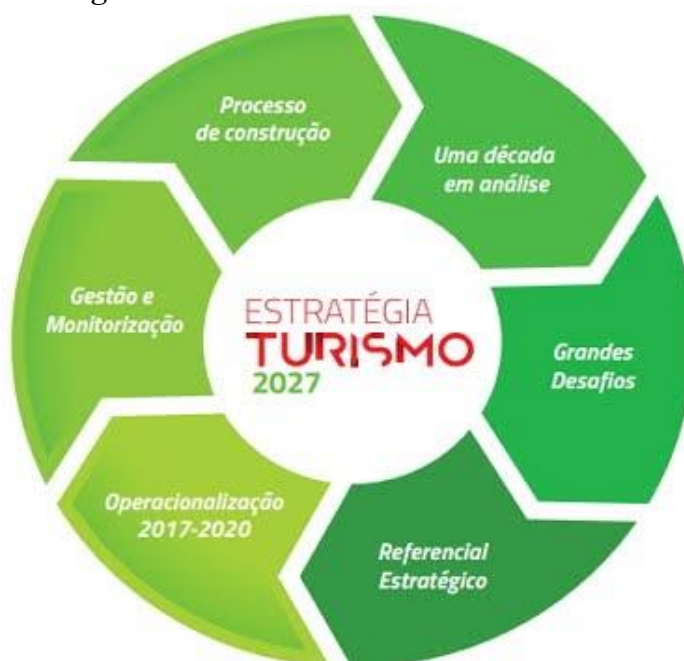 Processo
de construção
Uma década
em análise
Grandes
Desafios
Referencial
Estratégico
Operacionalização
2017-2020
Gestão e
Monitorização
ESTRATÉGIA
TURISMO
2027